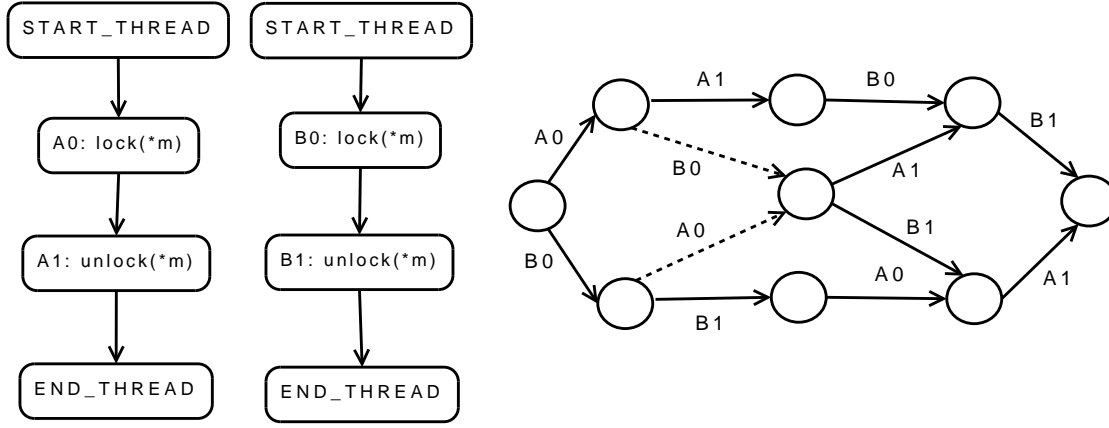 START_THREAD
A0: lock(*m)
A1: unlock(*m)
END_THREAD
START_THREAD
B0: lock(*m)
B1: unlock(*m)
END_THREAD
A0
A1
B0
B1
B0
A1
A0
B1
B0
B1
A0
A1